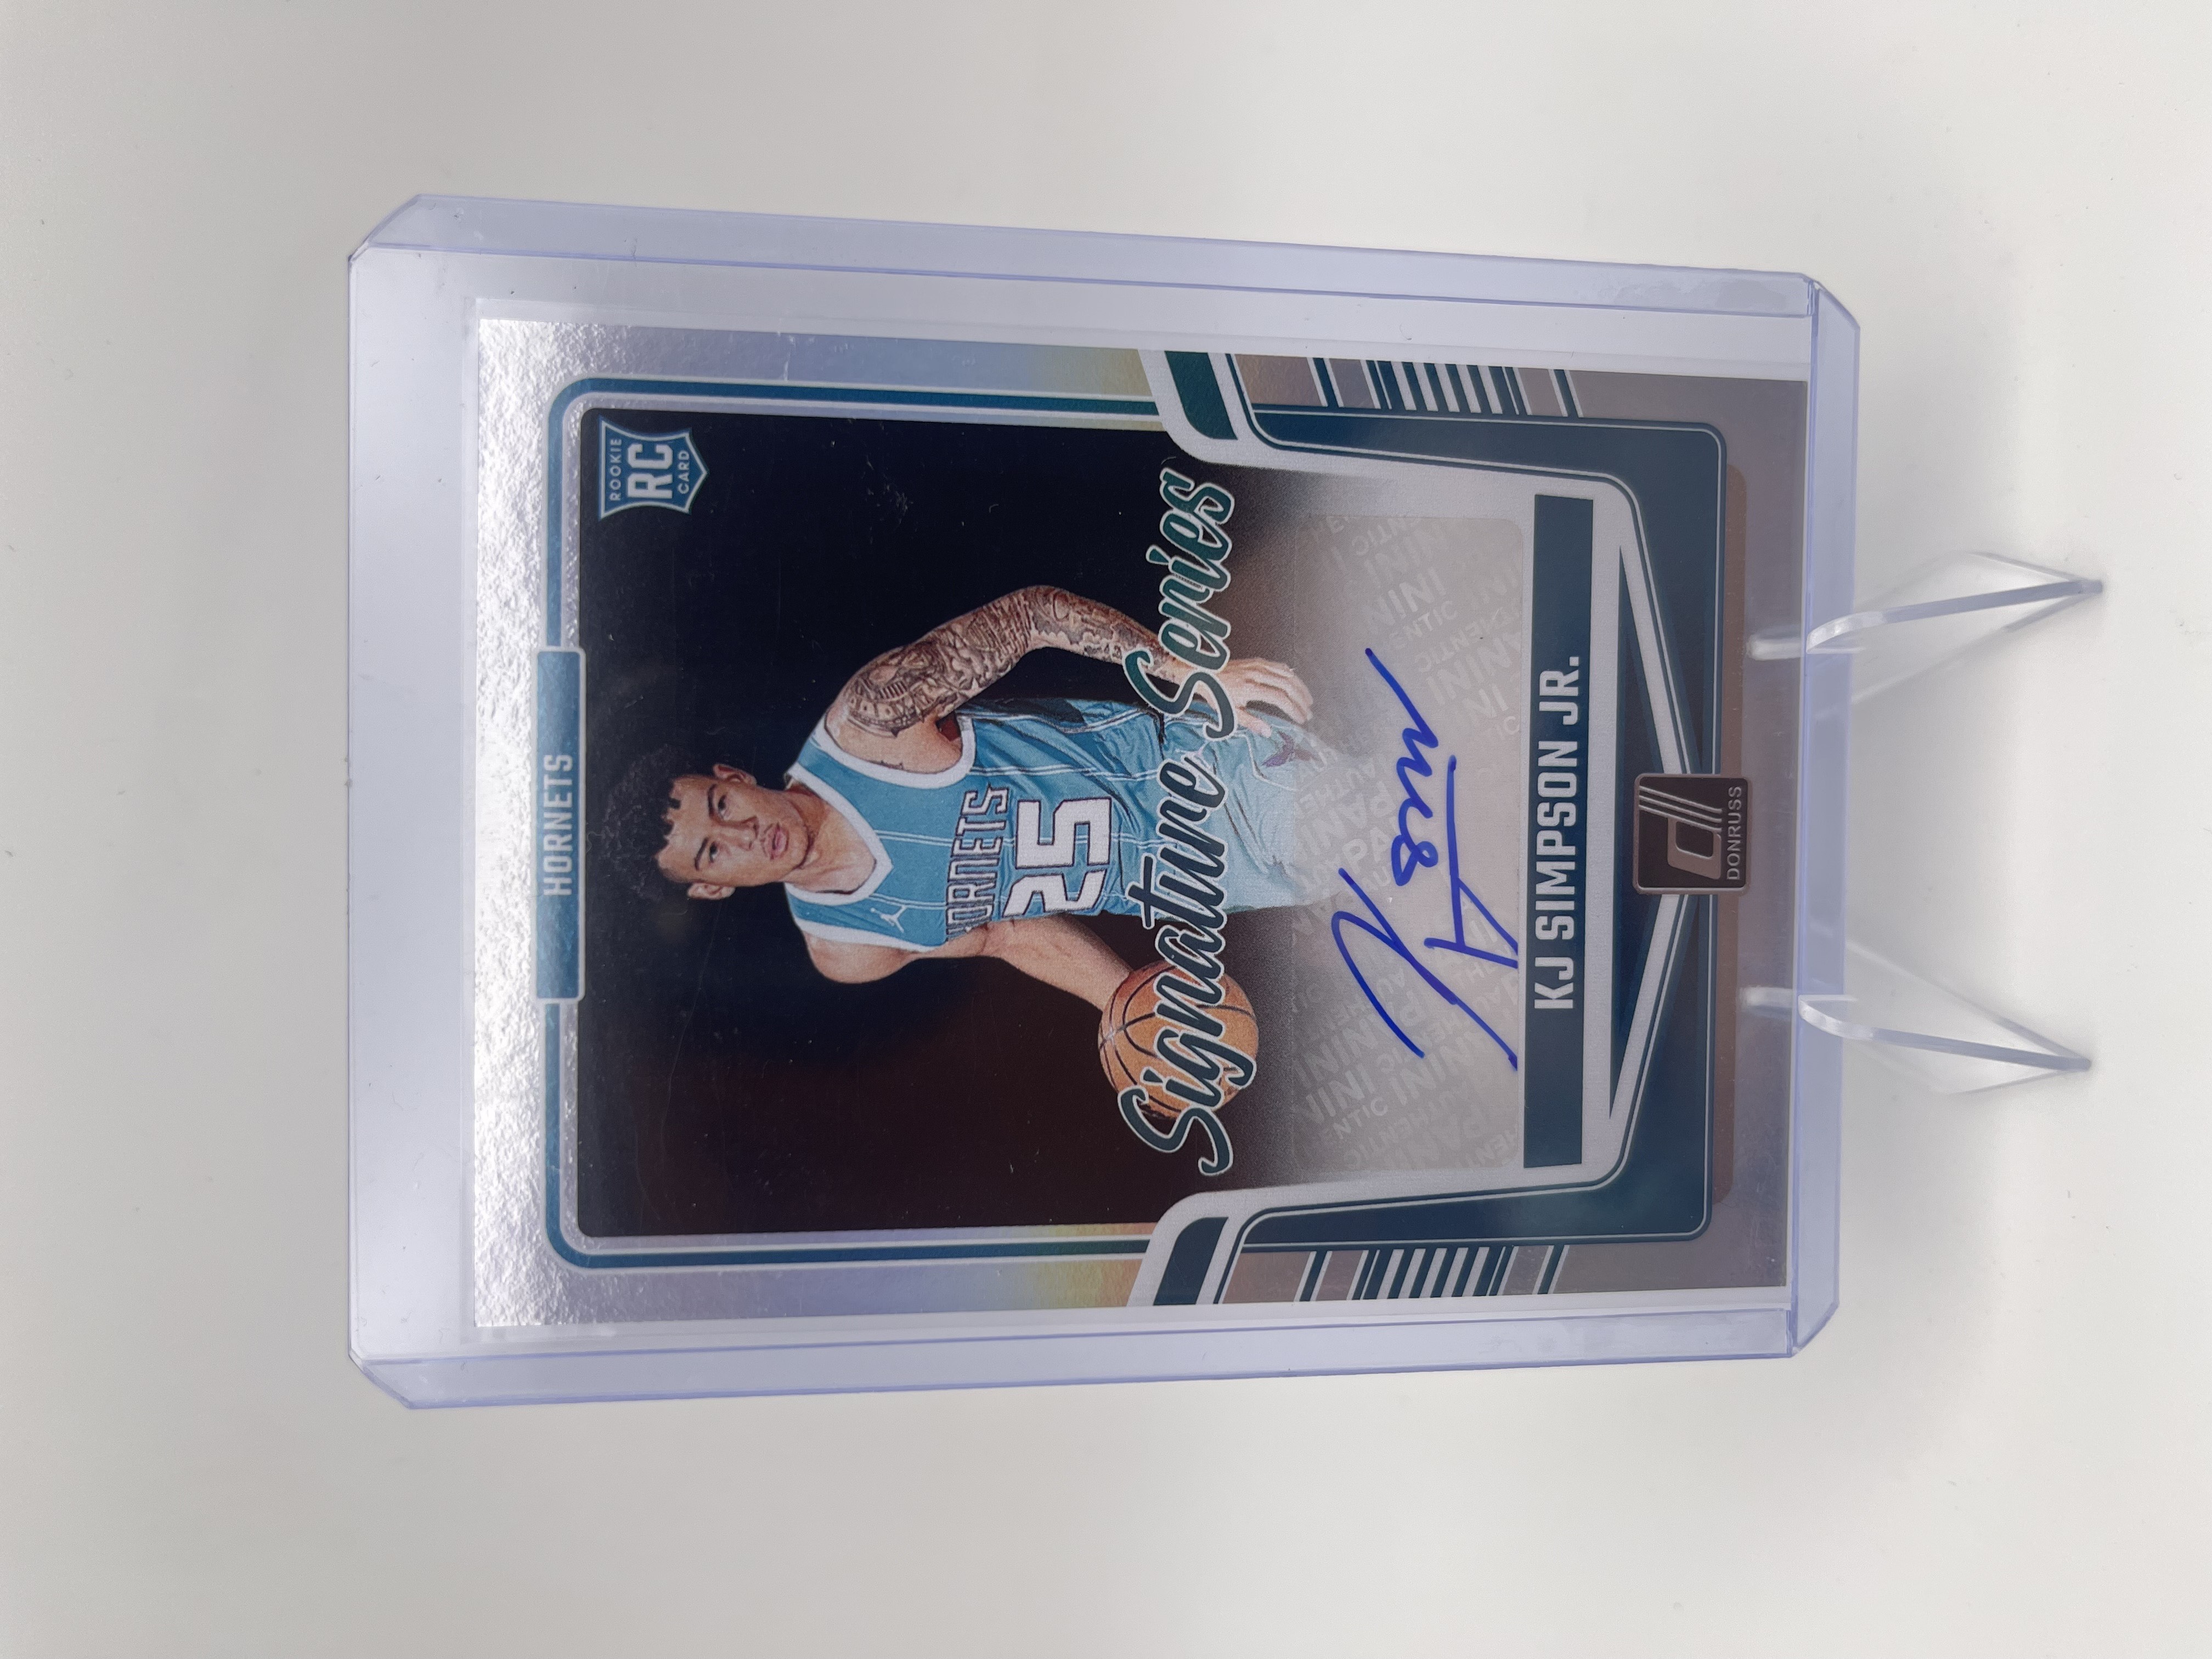 HORNETS
ROOKIE
RC
CARD
HORNETS
25
Signature Series
KJ SIMPSON JR.
DONRUSS